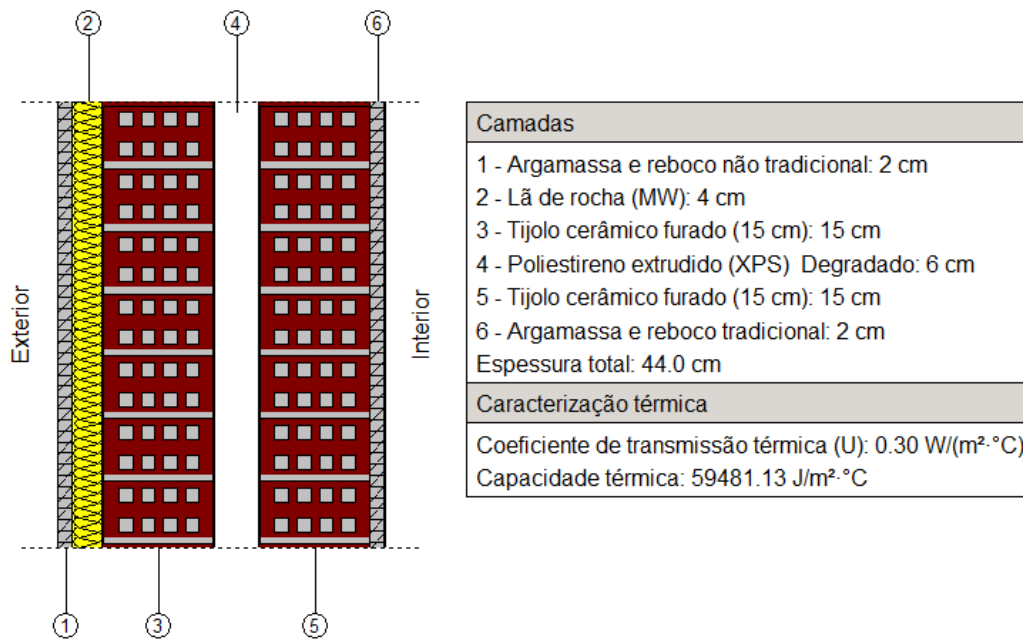 2
4
6
Exterior
Interior
1
3
5
Camadas
1 - Argamassa e reboco não tradicional: 2 cm
2 - Lã de rocha (MW): 4 cm
3 - Tijolo cerâmico furado (15 cm): 15 cm
4 - Poliestireno extrudido (XPS)  Degradado: 6 cm
5 - Tijolo cerâmico furado (15 cm): 15 cm
6 - Argamassa e reboco tradicional: 2 cm
Espessura total: 44.0 cm
Caracterização térmica
Coeficiente de transmissão térmica (U): 0.30 W/(m²·°C)
Capacidade térmica: 59481.13 J/m²·°C